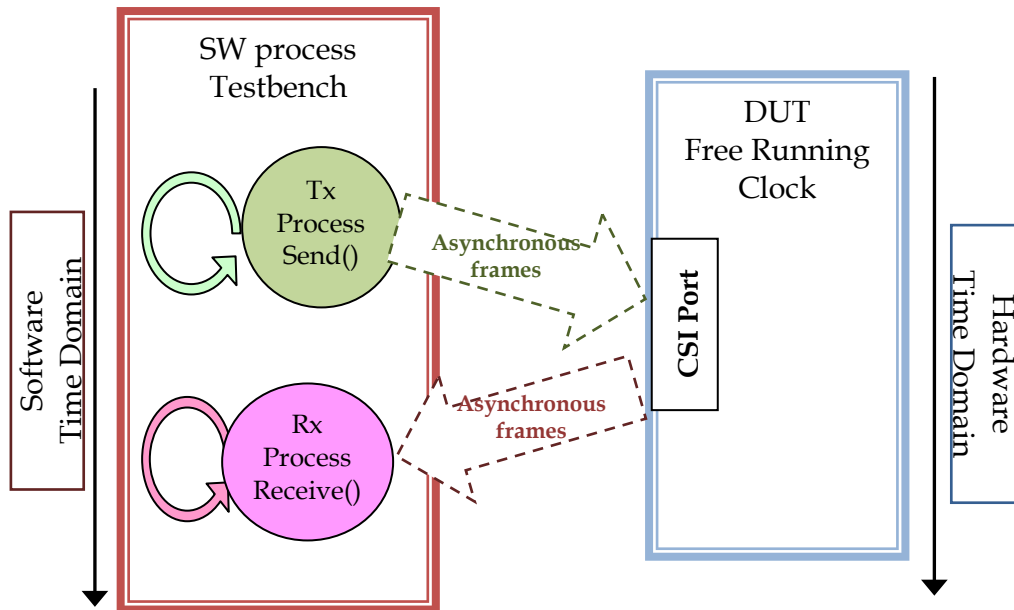 SW process
Testbench
DUT
Free Running
Clock
Tx
Process
Send()
Asynchronous
frames
CSI Port
Software
Time Domain
Hardware
Time Domain
Rx
Process
Receive()
Asynchronous
frames